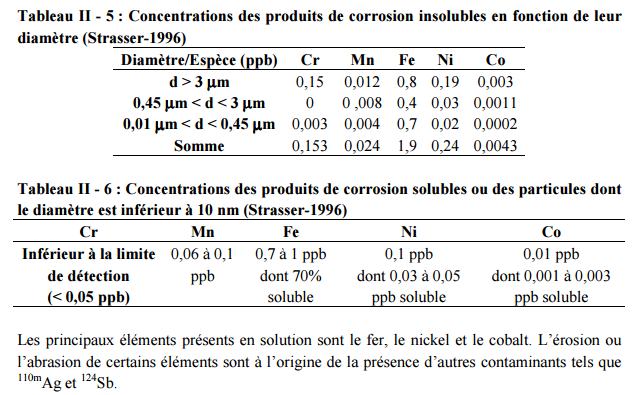 Tableau II - 5 : Concentrations des produits de corrosion insolubles en fonction de leur
diamètre (Strasser-1996)
Diamètre/Espèce (ppb) Cr Mn Fe Ni Co
d > 3 µm 0,15 0,012 0,8 0,19 0,003
0,45 µm < d < 3 µm 0 0 ,008 0,4 0,03 0,0011
0,01 µm < d < 0,45 µm 0,003 0,004 0,7 0,02 0,0002
Somme 0,153 0,024 1,9 0,24 0,0043
Tableau II - 6 : Concentrations des produits de corrosion solubles ou des particules dont
le diamètre est inférieur à 10 nm (Strasser-1996)
Cr Mn Fe Ni Co
Inférieur à la limite 0,06 à 0,1 0,7 à 1 ppb 0,1 ppb 0,01 ppb
de détection ppb dont 70% dont 0,03 à 0,05 dont 0,001 à 0,003
(< 0,05 ppb) soluble ppb soluble ppb soluble
Les principaux éléments présents en solution sont le fer, le nickel et le cobalt. L’érosion ou
l’abrasion de certains éléments sont à l’origine de la présence d’autres contaminants tels que
110mAg et 124Sb.